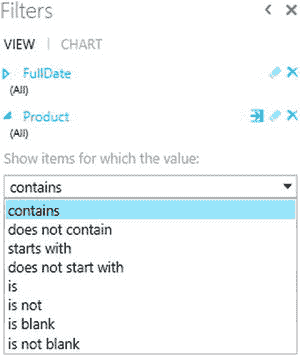 Filters
VIEW | CHART
FullDate
(All)
Product
(All)
Show items for which the value:
contains
contains
does not contain
starts with
does not start with
is
is not
is blank
is not blank